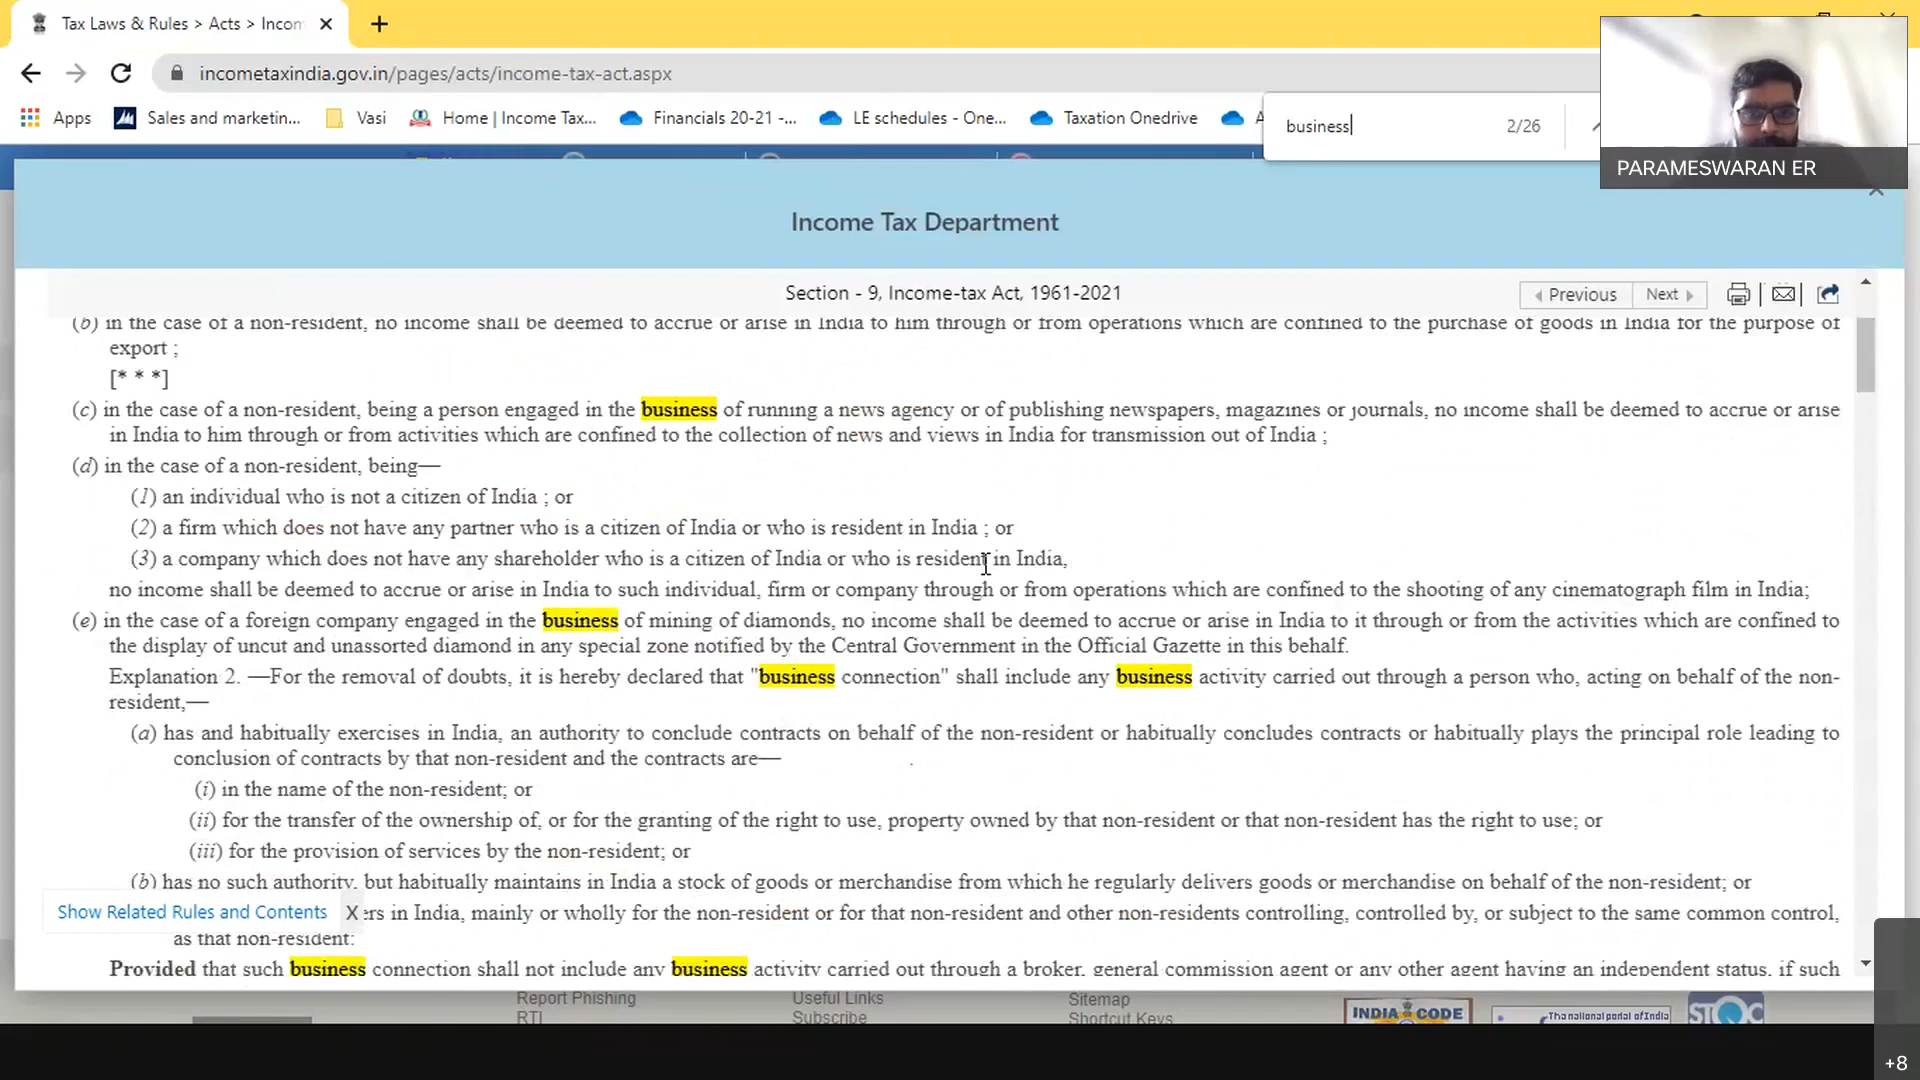 Tax Laws & Rules > Acts > Incom
incometaxindia.gov.in/pages/acts/income-tax-act.aspx
Apps
Sales and marketin...
Vasi
Home | Income Tax...
Financials 20-21 -...
LE schedules - One...
Taxation Onedrive
business
2/26
PARAMESWARAN ER
Income Tax Department
Section - 9, Income-tax Act, 1961-2021
Previous
Next
(b) in the case of a non-resident, no income shall be deemed to accrue or arise in India to him through or from operations which are confined to the purchase of goods in India for the purpose of
export ;
[* * *]
(c) in the case of a non-resident, being a person engaged in the business of running a news agency or of publishing newspapers, magazines or journals, no income shall be deemed to accrue or arise
in India to him through or from activities which are confined to the collection of news and views in India for transmission out of India ;
(d) in the case of a non-resident, being—
(1) an individual who is not a citizen of India ; or
(2) a firm which does not have any partner who is a citizen of India or who is resident in India ; or
(3) a company which does not have any shareholder who is a citizen of India or who is resident in India,
no income shall be deemed to accrue or arise in India to such individual, firm or company through or from operations which are confined to the shooting of any cinematograph film in India;
(e) in the case of a foreign company engaged in the business of mining of diamonds, no income shall be deemed to accrue or arise in India to it through or from the activities which are confined to
the display of uncut and unassorted diamond in any special zone notified by the Central Government in the Official Gazette in this behalf.
Explanation 2. —For the removal of doubts, it is hereby declared that "business connection" shall include any business activity carried out through a person who, acting on behalf of the non-
resident,—
(a) has and habitually exercises in India, an authority to conclude contracts on behalf of the non-resident or habitually concludes contracts or habitually plays the principal role leading to
conclusion of contracts by that non-resident and the contracts are—
(i) in the name of the non-resident; or
(ii) for the transfer of the ownership of, or for the granting of the right to use, property owned by that non-resident or that non-resident has the right to use; or
(iii) for the provision of services by the non-resident; or
(b) has no such authority, but habitually maintains in India a stock of goods or merchandise from which he regularly delivers goods or merchandise on behalf of the non-resident; or
Show Related Rules and Contents X
ers in India, mainly or wholly for the non-resident or for that non-resident and other non-residents controlling, controlled by, or subject to the same common control,
as that non-resident:
Provided that such business connection shall not include any business activity carried out through a broker, general commission agent or any other agent having an independent status, if such
Report Phishing
Useful Links
Sitemap
RTI
Subscribe
Shortcut Keys
INDIA CODE
The national portal of India
STQC
+8